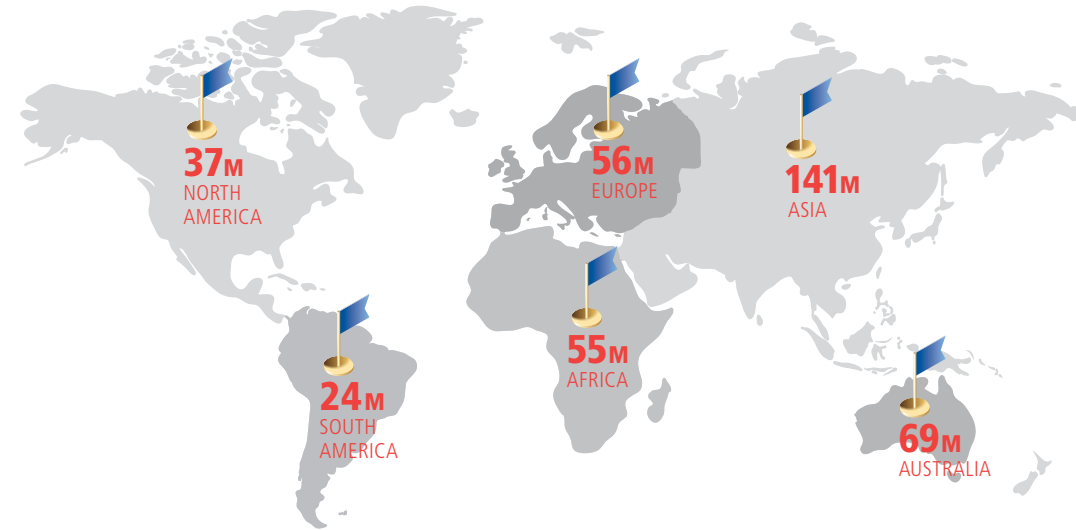 37M
NORTH
AMERICA
56M
EUROPE
141M
ASIA
55M
AFRICA
24M
SOUTH
AMERICA
69M
AUSTRALIA